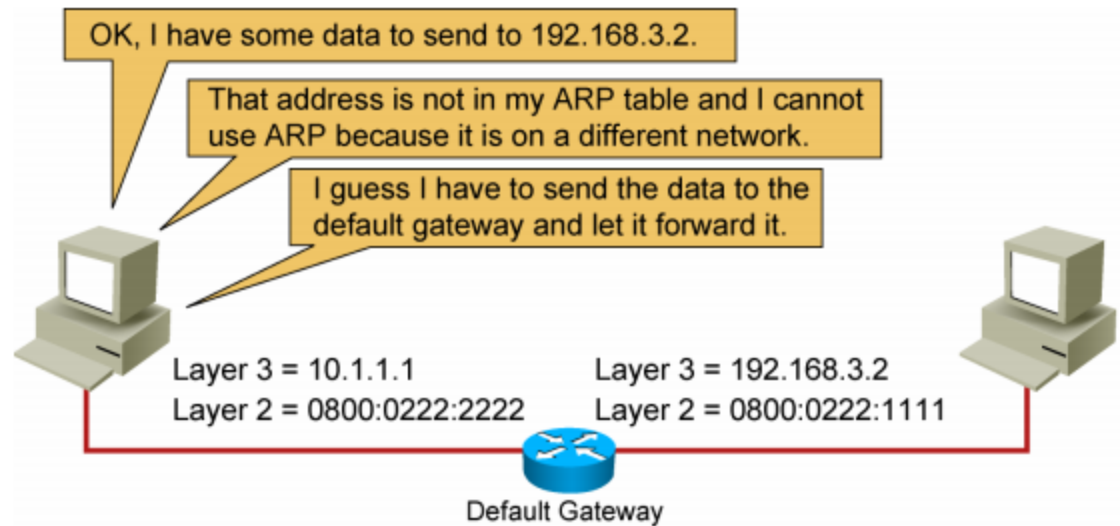 OK, I have some data to send to 192.168.3.2.
That address is not in my ARP table and I cannot
use ARP because it is on a different network.
I guess I have to send the data to the
default gateway and let it forward it.
Layer 3 = 10.1.1.1
Layer 2 = 0800:0222:2222
Layer 3 = 192.168.3.2
Layer 2 = 0800:0222:1111
Default Gateway